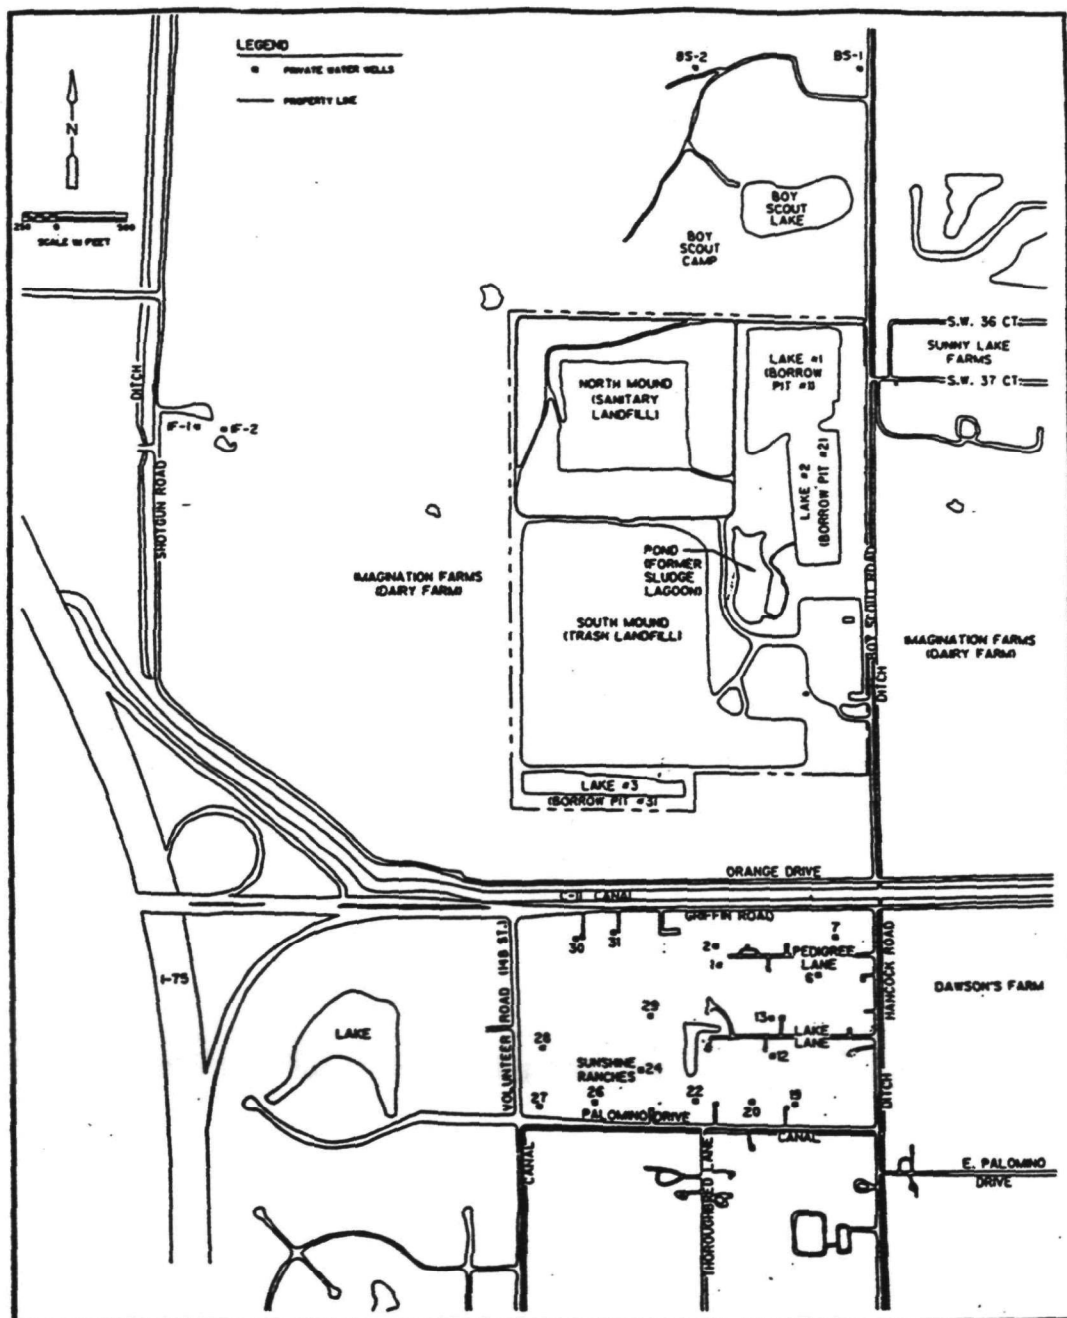 LEGEND
PRIVATE WATER WELLS
PROPERTY LINE
N
250 0 500
SCALE IN FEET
BS-2
BS-1
BOY
SCOUT
LAKE
BOY
SCOUT
CAMP
S.W. 36 CT.
SUNNY LAKE
FARMS
S.W. 37 CT.
DITCH
IF-1
IF-2
SHOTGUN ROAD
NORTH MOUND
(SANITARY
LANDFILL)
LAKE #1
(BORROW
PIT #1)
LAKE #2
(BORROW PIT #2)
POND
(FORMER
SLUDGE
LAGOON)
IMAGINATION FARMS
(DAIRY FARM)
SOUTH MOUND
(TRASH LANDFILL)
BOY SCOUT ROAD
DITCH
IMAGINATION FARMS
(DAIRY FARM)
LAKE #3
(BORROW PIT #3)
ORANGE DRIVE
C-11 CANAL
GRIFFIN ROAD
30
31
2
1
7
PEDIGREE
LANE
6
HANCOCK ROAD
DAWSON'S FARM
I-75
VOLUNTEER ROAD (148 ST.)
LAKE
29
13
LAKE
LANE
12
28
SUNSHINE
RANCHES
24
27
26
22
20
19
PALOMINO DRIVE
DITCH
CANAL
CANAL
THOROUGHBRED LANE
E. PALOMINO
DRIVE